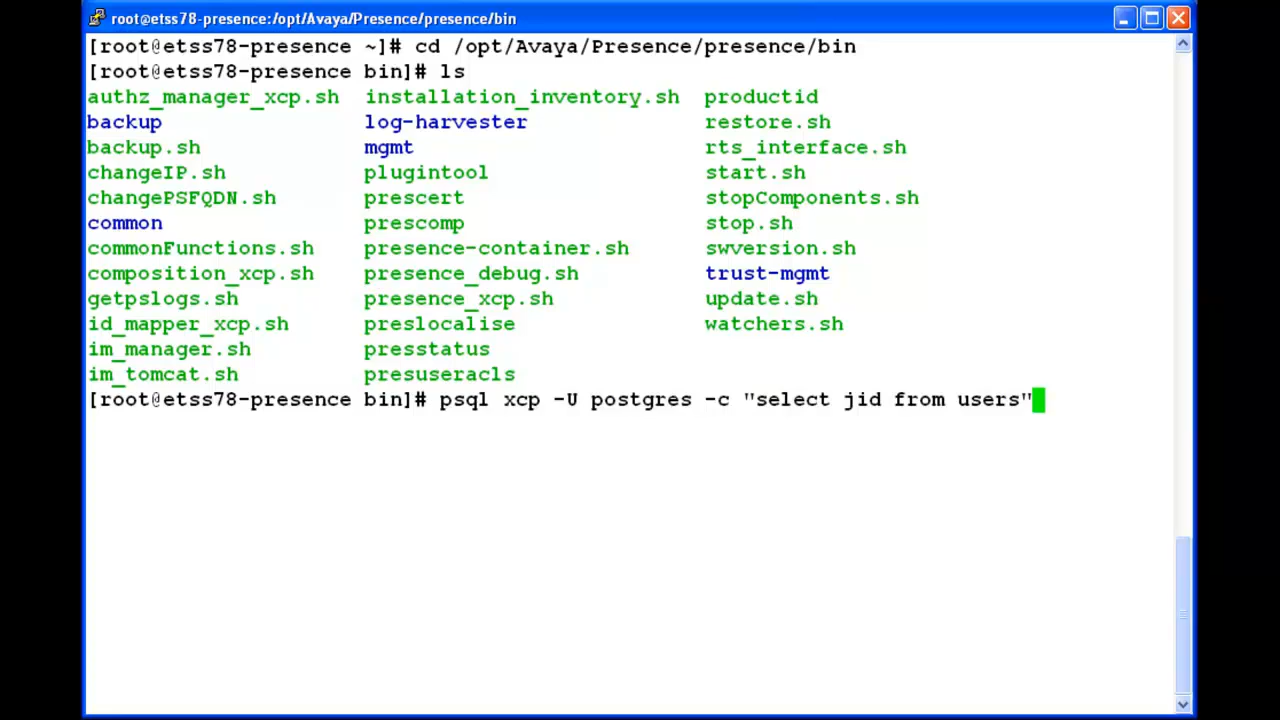 root@etss78-presence:/opt/Avaya/Presence/presence/bin
[root@etss78-presence ~]# cd /opt/Avaya/Presence/presence/bin
[root@etss78-presence bin]# ls
authz_manager_xcp.sh installation_inventory.sh productid
backup log-harvester restore.sh
backup.sh mgmt rts_interface.sh
changeIP.sh plugintool start.sh
changePSFQDN.sh prescert stopComponents.sh
common prescomp stop.sh
commonFunctions.sh presence-container.sh swversion.sh
composition_xcp.sh presence_debug.sh trust-mgmt
getpslogs.sh presence_xcp.sh update.sh
id_mapper_xcp.sh preslocalise watchers.sh
im_manager.sh presstatus
im_tomcat.sh presuseracls
[root@etss78-presence bin]# psql xcp -U postgres -c "select jid from users"